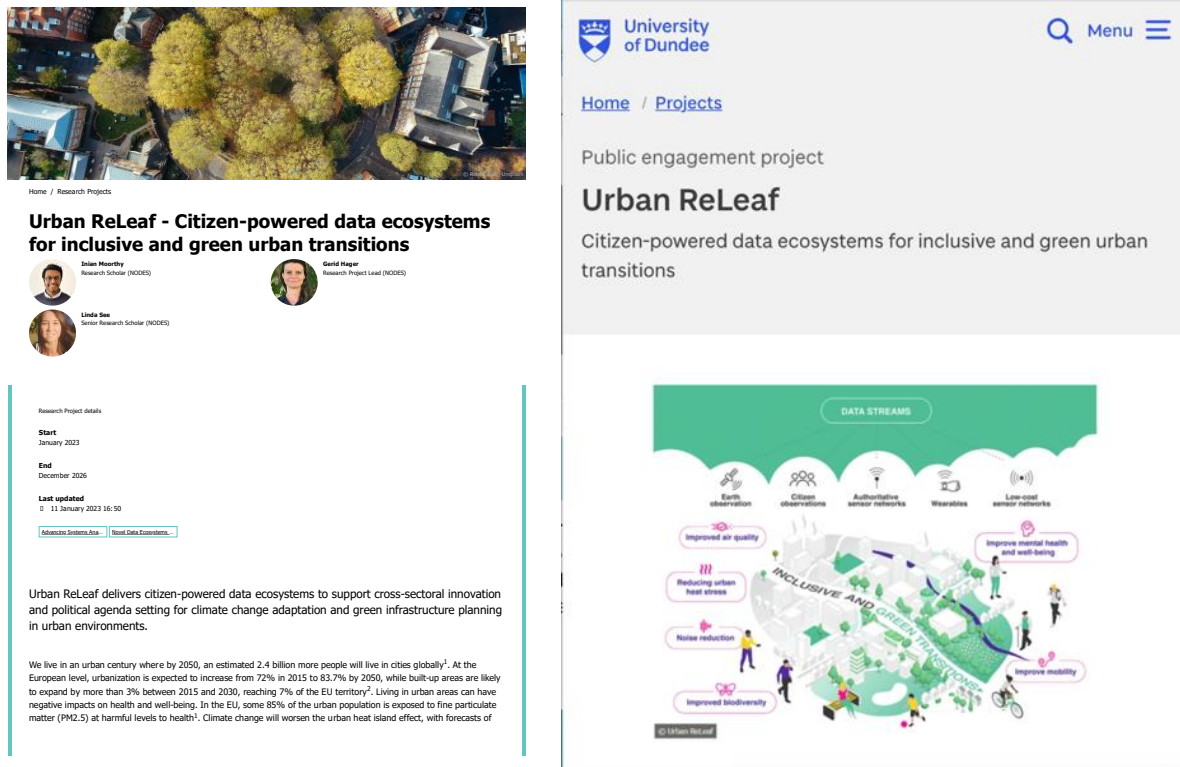 Home / Research Projects
Urban ReLeaf - Citizen-powered data ecosystems
for inclusive and green urban transitions
Inian Moorthy
Research Scholar (NODES)
Gerid Hager
Research Project Lead (NODES)
Linda See
Senior Research Scholar (NODES)
Research Project details
Start
January 2023
End
December 2026
Last updated
11 January 2023 16:50
Advancing Systems Ana...
Novel Data Ecosystems ...
Urban ReLeaf delivers citizen-powered data ecosystems to support cross-sectoral innovation
and political agenda setting for climate change adaptation and green infrastructure planning
in urban environments.
We live in an urban century where by 2050, an estimated 2.4 billion more people will live in cities globally¹. At the
European level, urbanization is expected to increase from 72% in 2015 to 83.7% by 2050, while built-up areas are likely
to expand by more than 3% between 2015 and 2030, reaching 7% of the EU territory². Living in urban areas can have
negative impacts on health and well-being. In the EU, some 85% of the urban population is exposed to fine particulate
matter (PM2.5) at harmful levels to health¹. Climate change will worsen the urban heat island effect, with forecasts of
University
of Dundee
Menu
Home / Projects
Public engagement project
Urban ReLeaf
Citizen-powered data ecosystems for inclusive and green urban
transitions
DATA STREAMS
Earth
observation
Citizen
observations
Authoritative
sensor networks
Wearables
Low-cost
sensor networks
Improved air quality
Improve mental health
and well-being
Reducing urban
heat stress
INCLUSIVE AND GREEN
Noise reduction
Improve mobility
Improved biodiversity
© Urban ReLeaf